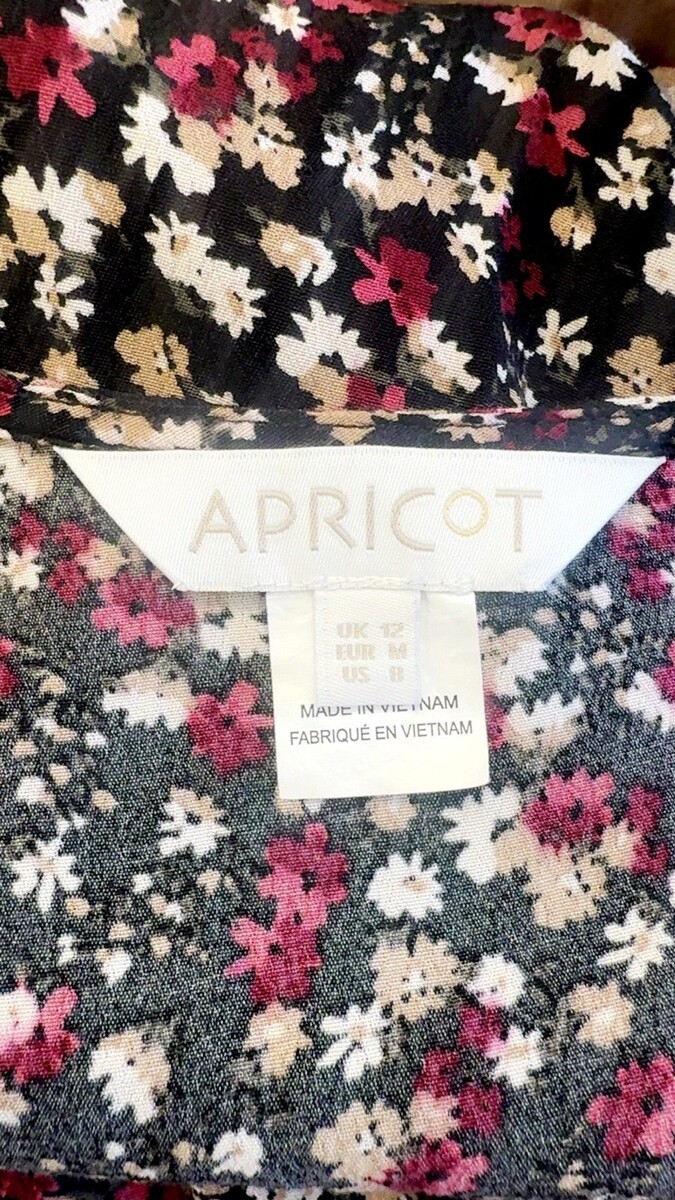 APRICOT
UK 12
EUR M
US 8
MADE IN VIETNAM
FABRIQUÉ EN VIETNAM